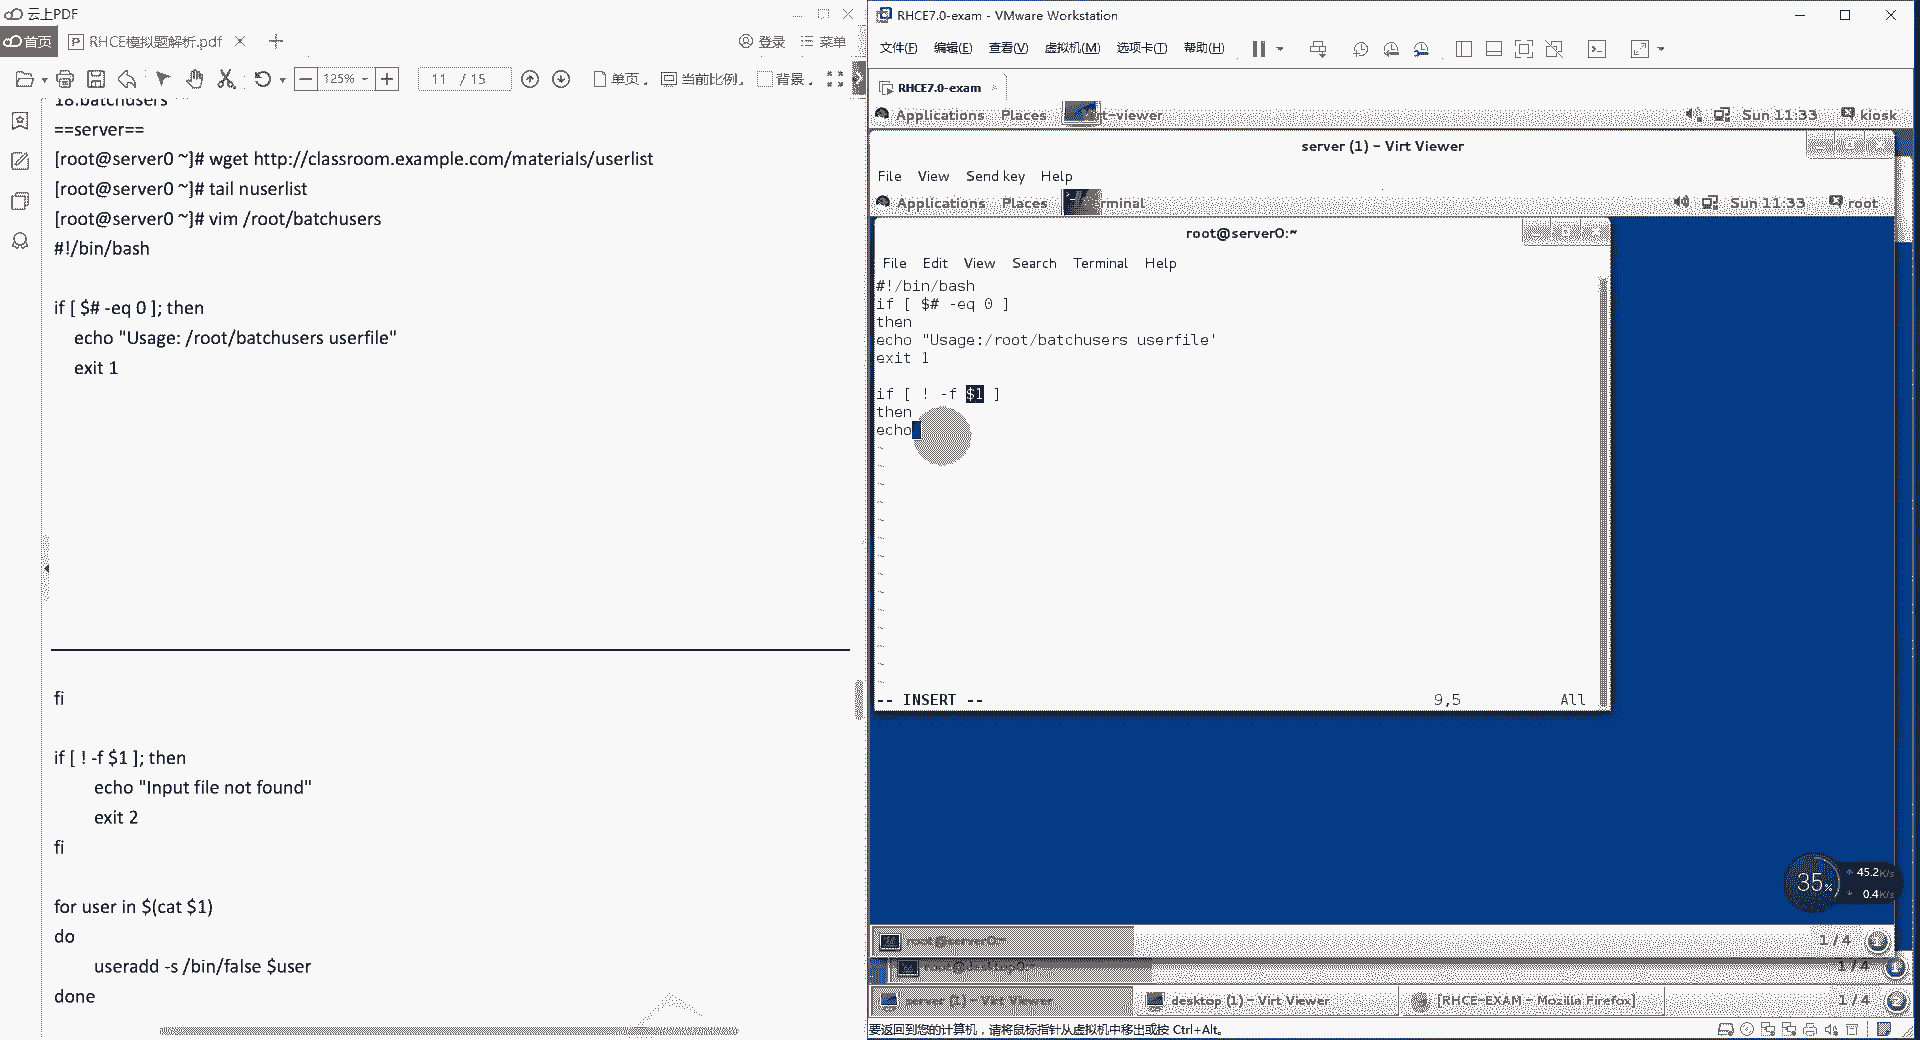 云上PDF
首页
RHCE模拟题解析.pdf
登录
菜单
125%
11 / 15
单页
当前比例
背景
18.batchusers
==server==
[root@server0 ~]# wget http://classroom.example.com/materials/userlist
[root@server0 ~]# tail nuserlist
[root@server0 ~]# vim /root/batchusers
#!/bin/bash
if [ $# -eq 0 ]; then
echo "Usage: /root/batchusers userfile"
exit 1
fi
if [ ! -f $1 ]; then
echo "Input file not found"
exit 2
fi
for user in $(cat $1)
do
useradd -s /bin/false $user
done
RHCE7.0-exam - VMware Workstation
文件(F) 编辑(E) 查看(V) 虚拟机(M) 选项卡(T) 帮助(H)
RHCE7.0-exam
Applications Places virt-viewer Sun 11:33 kiosk
server (1) - Virt Viewer
File View Send key Help
Applications Places Terminal Sun 11:33 root
root@server0:~
File Edit View Search Terminal Help
#!/bin/bash
if [ $# -eq 0 ]
then
echo "Usage:/root/batchusers userfile'
exit 1
if [ ! -f $1 ]
then
echo
~
~
~
~
~
~
~
~
~
~
~
~
~
~
-- INSERT -- 9,5 All
35%
45.2K/s
0.4K/s
root@server0:~ 1 / 4
root@desktop0:~ 1 / 4
server (1) - Virt Viewer
desktop (1) - Virt Viewer
[RHCE-EXAM - Mozilla Firefox]
1 / 4
要返回到您的计算机，请将鼠标指针从虚拟机中移出或按 Ctrl+Alt。